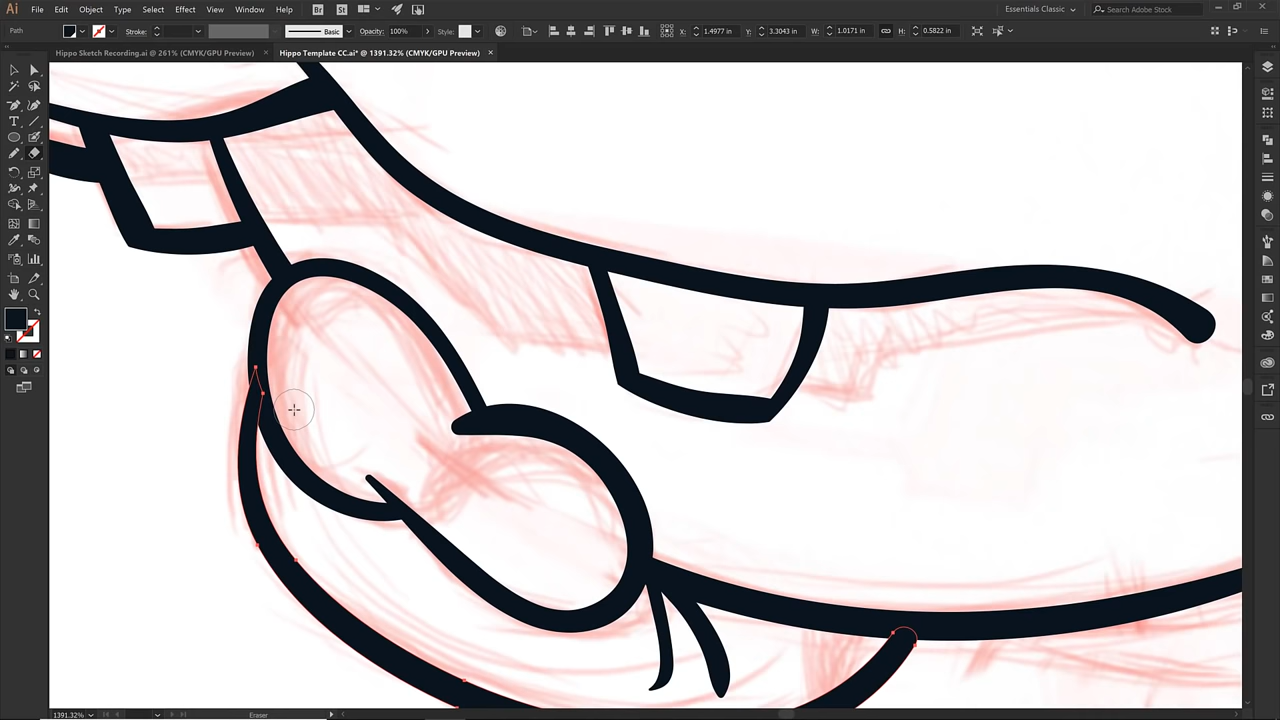 Ai File Edit Object Type Select Effect View Window Help Br St Essentials Classic Search Adobe Stock
Path Stroke: Basic Opacity: 100% Style: X: 1.4977 in Y: 3.3043 in W: 1.0171 in H: 0.5822 in
Hippo Sketch Recording.ai @ 261% (CMYK/GPU Preview) × Hippo Template CC.ai* @ 1391.32% (CMYK/GPU Preview) ×
1391.32% Eraser